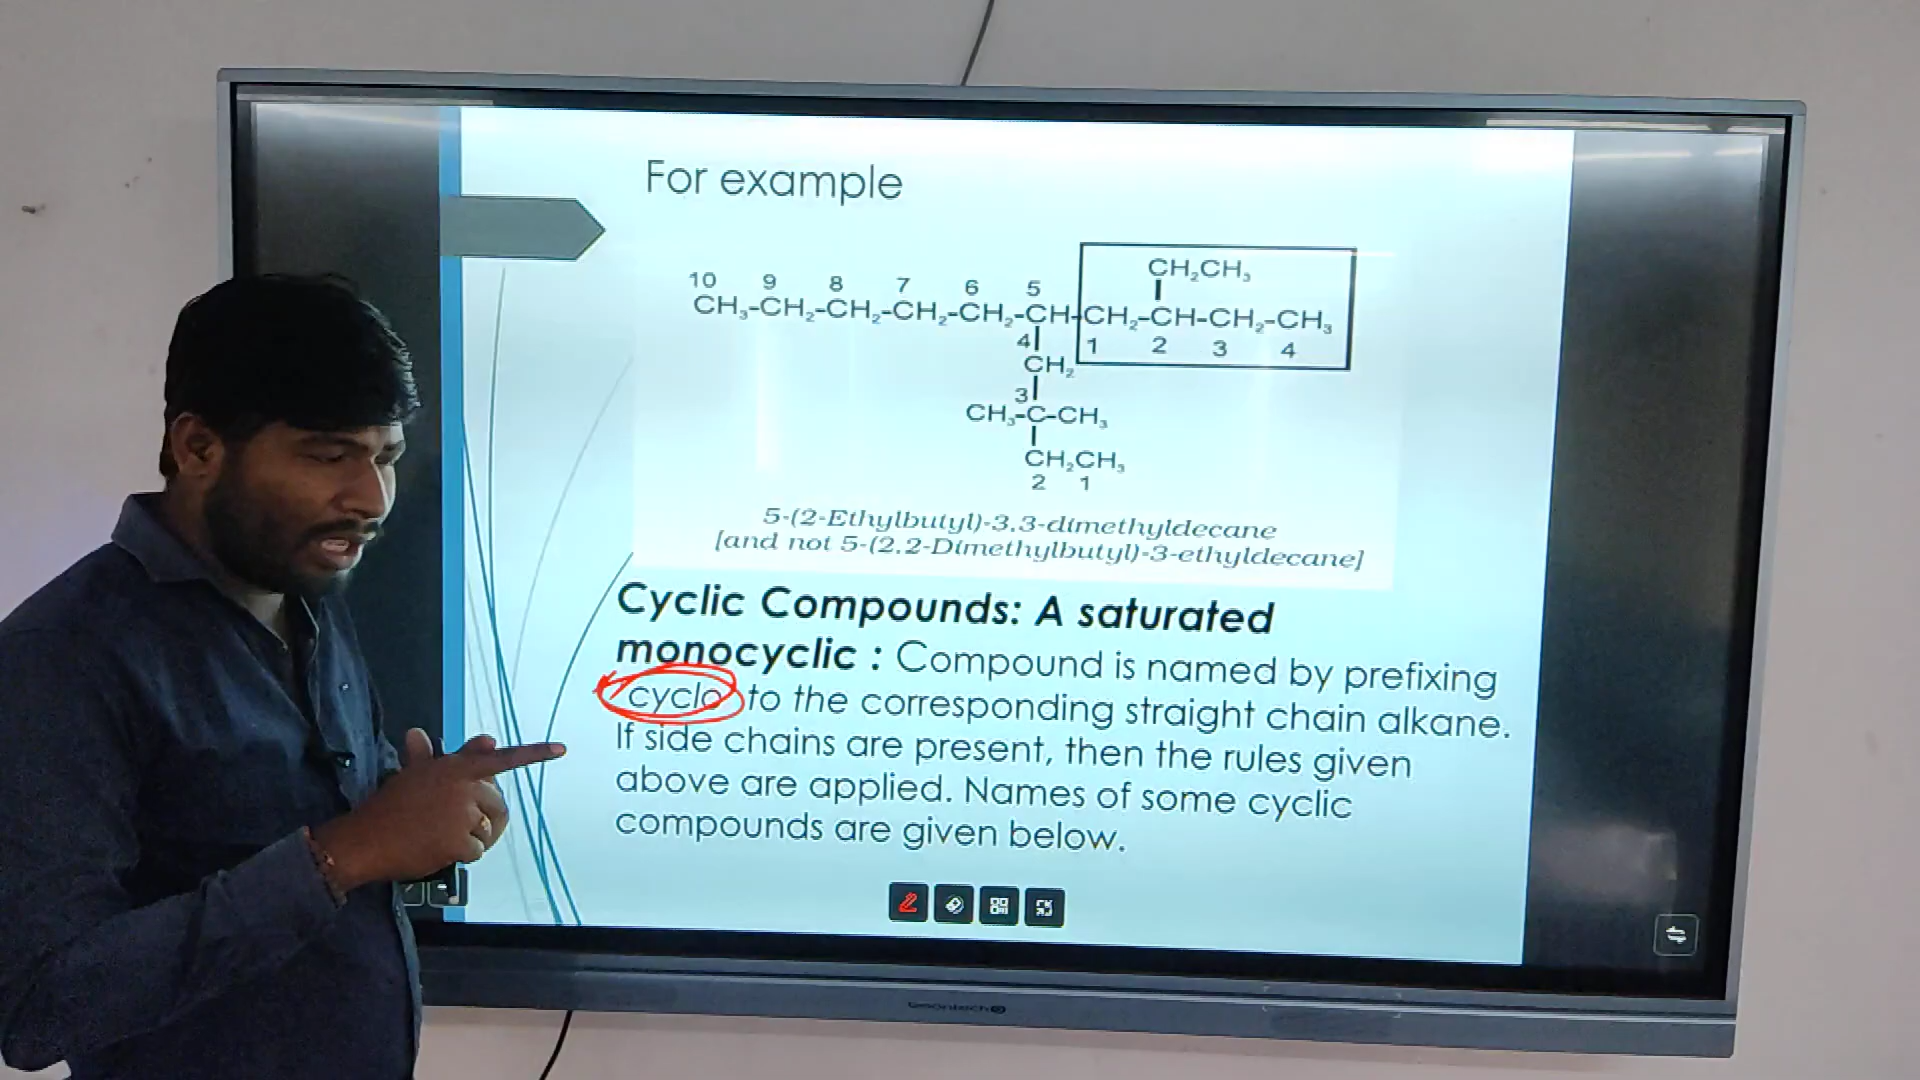 For example
CH₂CH₃
10 9 8 7 6 5
CH₃-CH₂-CH₂-CH₂-CH₂-CH-CH₂-CH-CH₂-CH₃
4 1 2 3 4
CH₂
3
CH₃-C-CH₃
CH₂CH₃
2 1
5-(2-Ethylbutyl)-3,3-dimethyldecane
[and not 5-(2,2-Dimethylbutyl)-3-ethyldecane]
Cyclic Compounds: A saturated
monocyclic : Compound is named by prefixing
cyclo to the corresponding straight chain alkane.
If side chains are present, then the rules given
above are applied. Names of some cyclic
compounds are given below.